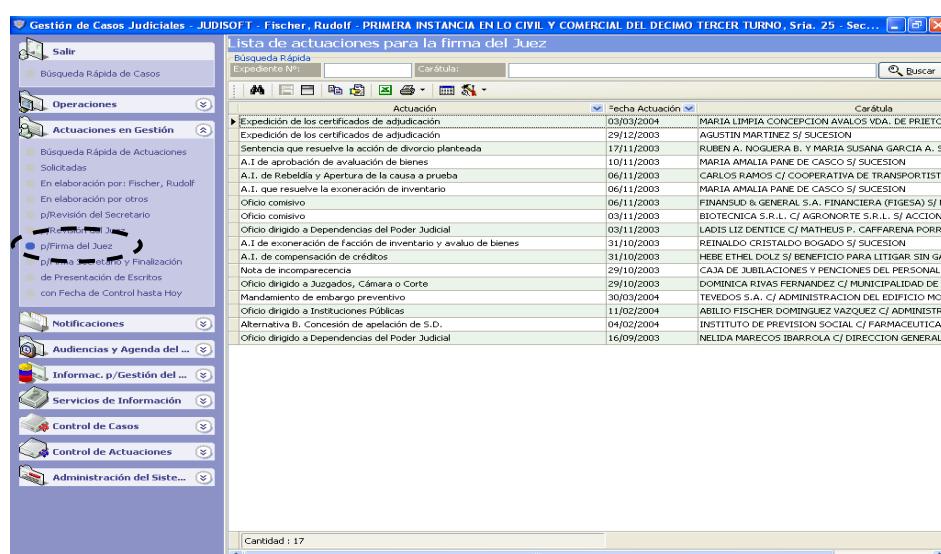 Gestión de Casos Judiciales - JUDISOFT - Fischer, Rudolf - PRIMERA INSTANCIA EN LO CIVIL Y COMERCIAL DEL DECIMO TERCER TURNO, Sria. 25 - Sec...
Salir
Búsqueda Rápida de Casos
Operaciones
Actuaciones en Gestión
Búsqueda Rápida de Actuaciones
Solicitadas
En elaboración por: Fischer, Rudolf
En elaboración por otros
p/Revisión del Secretario
p/Revisión del Juez
p/Firma del Juez
p/Firma Secretario y Finalización
de Presentación de Escritos
con Fecha de Control hasta Hoy
Notificaciones
Audiencias y Agenda del ...
Informac. p/Gestión del ...
Servicios de Información
Control de Casos
Control de Actuaciones
Administración del Siste...
Lista de actuaciones para la firma del Juez
Búsqueda Rápida
Expediente Nº: Carátula: Buscar
Actuación Fecha Actuación Carátula
Expedición de los certificados de adjudicación 03/03/2004 MARIA LIMPIA CONCEPCION AVALOS VDA. DE PRIETO
Expedición de los certificados de adjudicación 29/12/2003 AGUSTIN MARTINEZ S/ SUCESION
Sentencia que resuelve la acción de divorcio planteada 17/11/2003 RUBEN A. NOGUERA B. Y MARIA SUSANA GARCIA A. S
A.I de aprobación de avaluación de bienes 10/11/2003 MARIA AMALIA PANE DE CASCO S/ SUCESION
A.I. de Rebeldía y Apertura de la causa a prueba 06/11/2003 CARLOS RAMOS C/ COOPERATIVA DE TRANSPORTIST
A.I. que resuelve la exoneración de inventario 06/11/2003 MARIA AMALIA PANE DE CASCO S/ SUCESION
Oficio comisivo 06/11/2003 FINANSUD & GENERAL S.A. FINANCIERA (FIGESA) S/
Oficio comisivo 03/11/2003 BIOTECNICA S.R.L. C/ AGRONORTE S.R.L. S/ ACCION
Oficio dirigido a Dependencias del Poder Judicial 03/11/2003 LADIS LIZ DENTICE C/ MATHEUS P. CAFFARENA PORR
A.I de exoneración de facción de inventario y avaluo de bienes 31/10/2003 REINALDO CRISTALDO BOGADO S/ SUCESION
A.I. de compensación de créditos 31/10/2003 HEBE ETHEL DOLZ S/ BENEFICIO PARA LITIGAR SIN GA
Nota de incomparecencia 29/10/2003 CAJA DE JUBILACIONES Y PENCIONES DEL PERSONAL
Oficio dirigido a Juzgados, Cámara o Corte 29/10/2003 DOMINICA RIVAS FERNANDEZ C/ MUNICIPALIDAD DE
Mandamiento de embargo preventivo 30/03/2004 TEVEDOS S.A. C/ ADMINISTRACION DEL EDIFICIO MO
Oficio dirigido a Instituciones Públicas 11/02/2004 ABILIO FISCHER DOMINGUEZ VAZQUEZ C/ ADMINISTR
Alternativa B. Concesión de apelación de S.D. 04/02/2004 INSTITUTO DE PREVISION SOCIAL C/ FARMACEUTICA
Oficio dirigido a Dependencias del Poder Judicial 16/09/2003 NELIDA MARECOS IBARROLA C/ DIRECCION GENERAL
Cantidad : 17